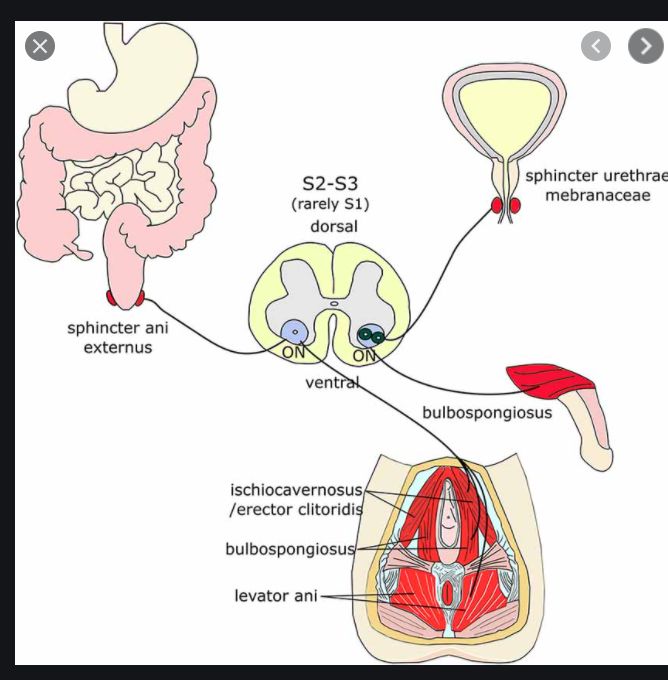 S2-S3
(rarely S1)
dorsal
sphincter urethrae
mebranaceae
sphincter ani
externus
ON
ON
ventral
bulbospongiosus
ischiocavernosus
/erector clitoridis
bulbospongiosus
levator ani